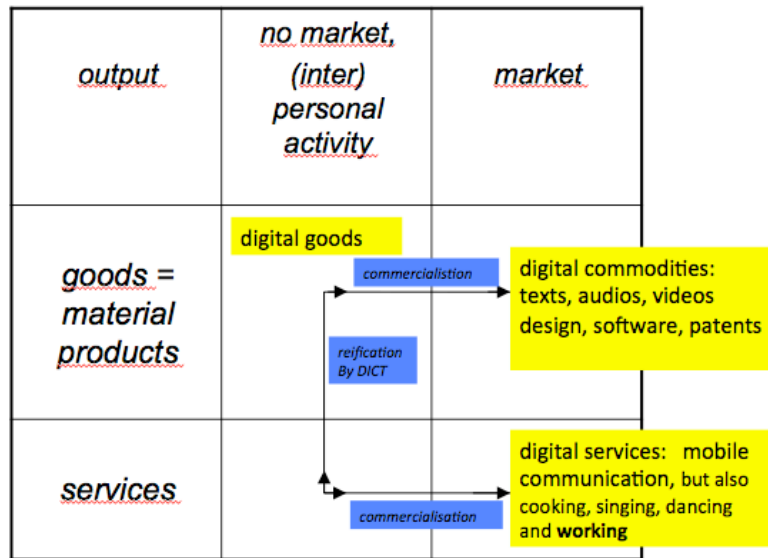 output
no market,
(inter)
personal
activity
market
goods =
material
products
digital goods
commercialistion
digital commodities:
texts, audios, videos
design, software, patents
reification
By DICT
services
commercialisation
digital services: mobile
communication, but also
cooking, singing, dancing
and working